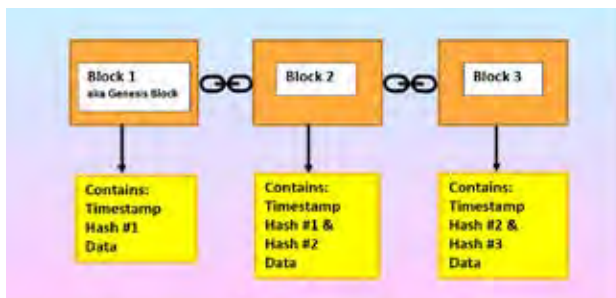 Block 1
aka Genesis Block
Block 2
Block 3
Contains:
Timestamp
Hash #1
Data
Contains:
Timestamp
Hash #1 &
Hash #2
Data
Contains:
Timestamp
Hash #2 &
Hash #3
Data